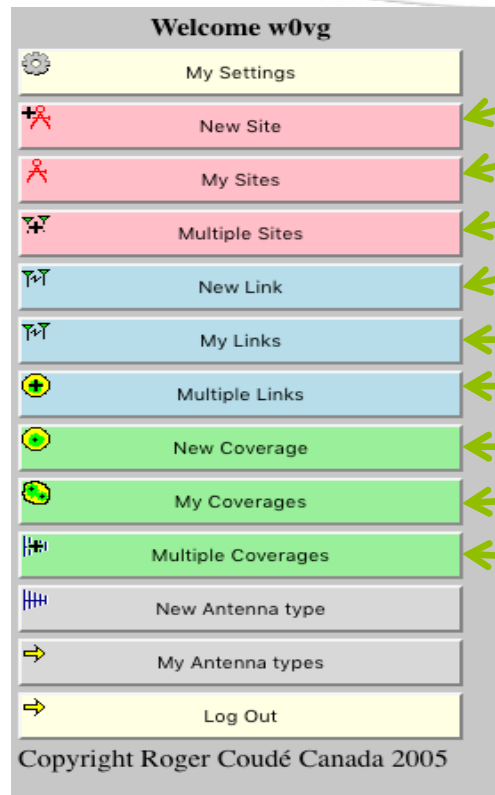 Welcome w0vg
My Settings
New Site
My Sites
Multiple Sites
New Link
My Links
Multiple Links
New Coverage
My Coverages
Multiple Coverages
New Antenna type
My Antenna types
Log Out
Copyright Roger Coudé Canada 2005